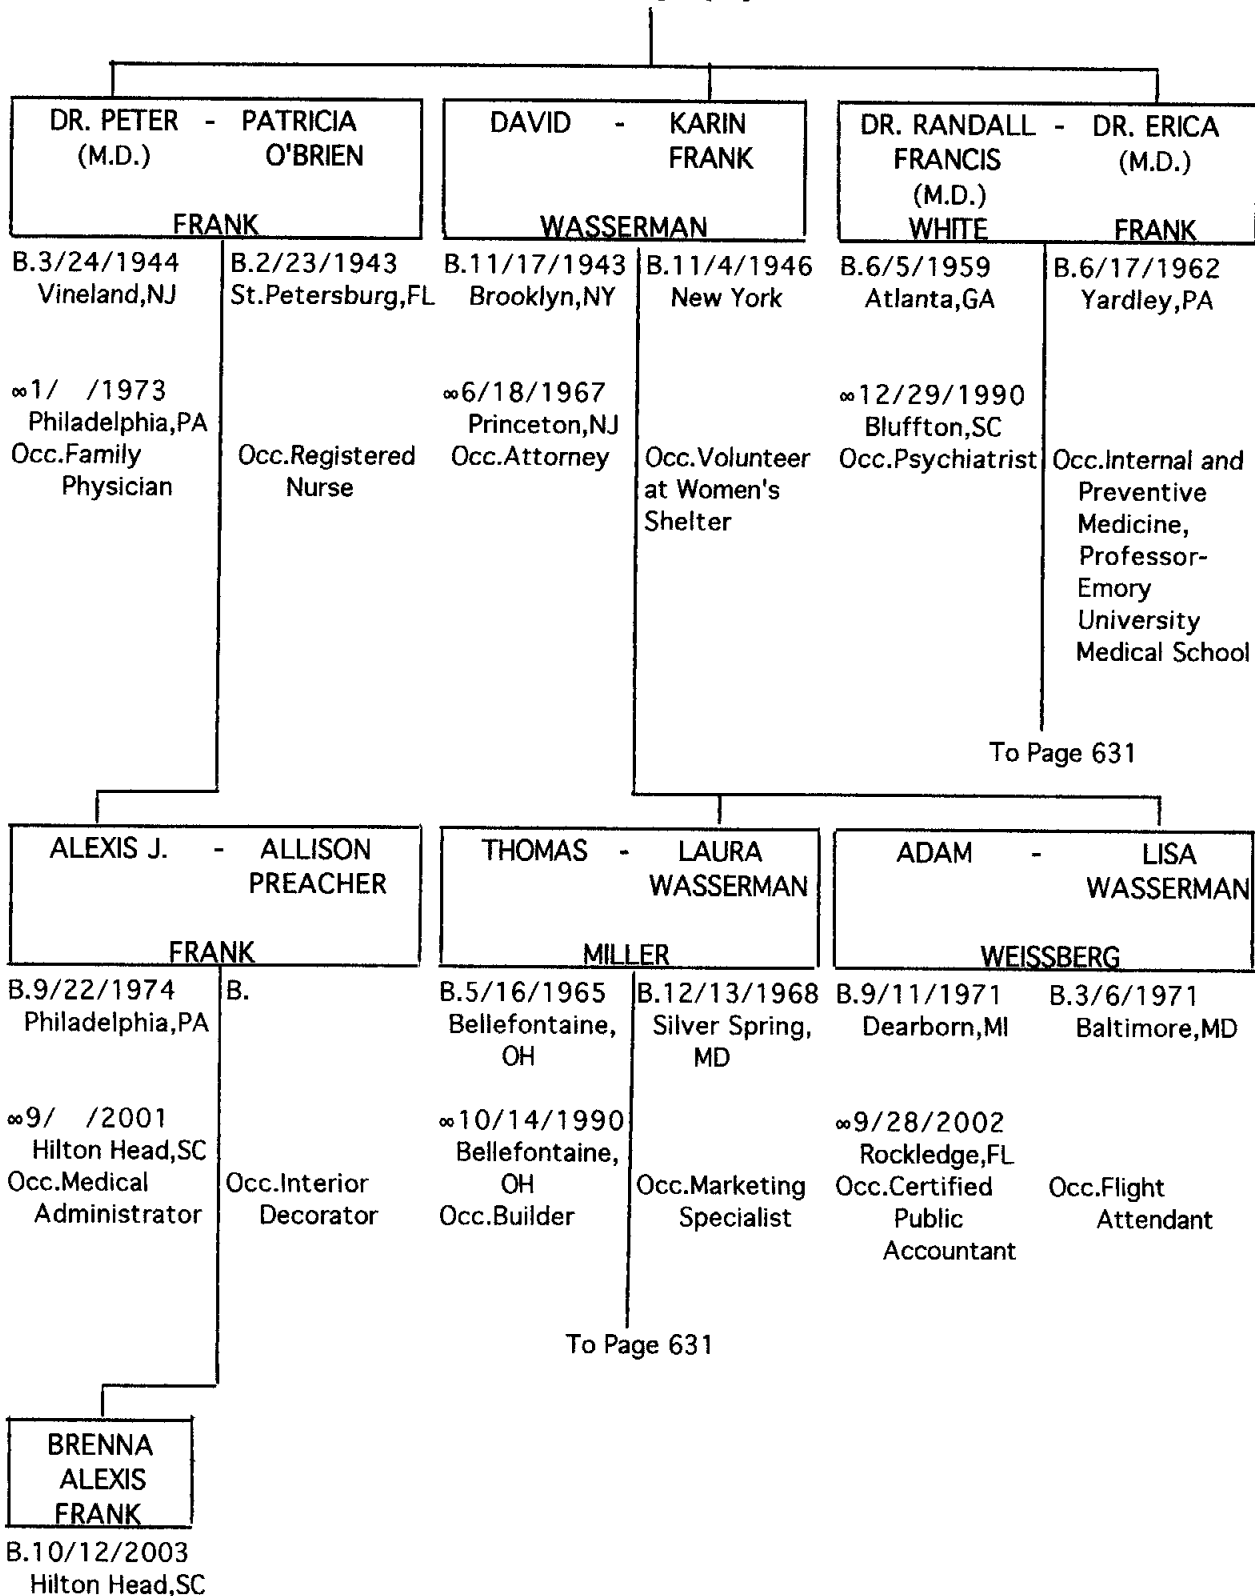 DR. PETER - PATRICIA
(M.D.) O'BRIEN
FRANK
B.3/24/1944
Vineland,NJ
B.2/23/1943
St.Petersburg,FL
∞1/ /1973
Philadelphia,PA
Occ.Family
Physician
Occ.Registered
Nurse
DAVID - KARIN
FRANK
WASSERMAN
B.11/17/1943
Brooklyn,NY
B.11/4/1946
New York
∞6/18/1967
Princeton,NJ
Occ.Attorney
Occ.Volunteer
at Women's
Shelter
DR. RANDALL - DR. ERICA
FRANCIS (M.D.)
(M.D.)
WHITE FRANK
B.6/5/1959
Atlanta,GA
B.6/17/1962
Yardley,PA
∞12/29/1990
Bluffton,SC
Occ.Psychiatrist
Occ.Internal and
Preventive
Medicine,
Professor-
Emory
University
Medical School
To Page 631
ALEXIS J. - ALLISON
PREACHER
FRANK
B.9/22/1974
Philadelphia,PA
B.
∞9/ /2001
Hilton Head,SC
Occ.Medical
Administrator
Occ.Interior
Decorator
THOMAS - LAURA
WASSERMAN
MILLER
B.5/16/1965
Bellefontaine,
OH
B.12/13/1968
Silver Spring,
MD
∞10/14/1990
Bellefontaine,
OH
Occ.Builder
Occ.Marketing
Specialist
To Page 631
ADAM - LISA
WASSERMAN
WEISSBERG
B.9/11/1971
Dearborn,MI
B.3/6/1971
Baltimore,MD
∞9/28/2002
Rockledge,FL
Occ.Certified
Public
Accountant
Occ.Flight
Attendant
BRENNA
ALEXIS
FRANK
B.10/12/2003
Hilton Head,SC